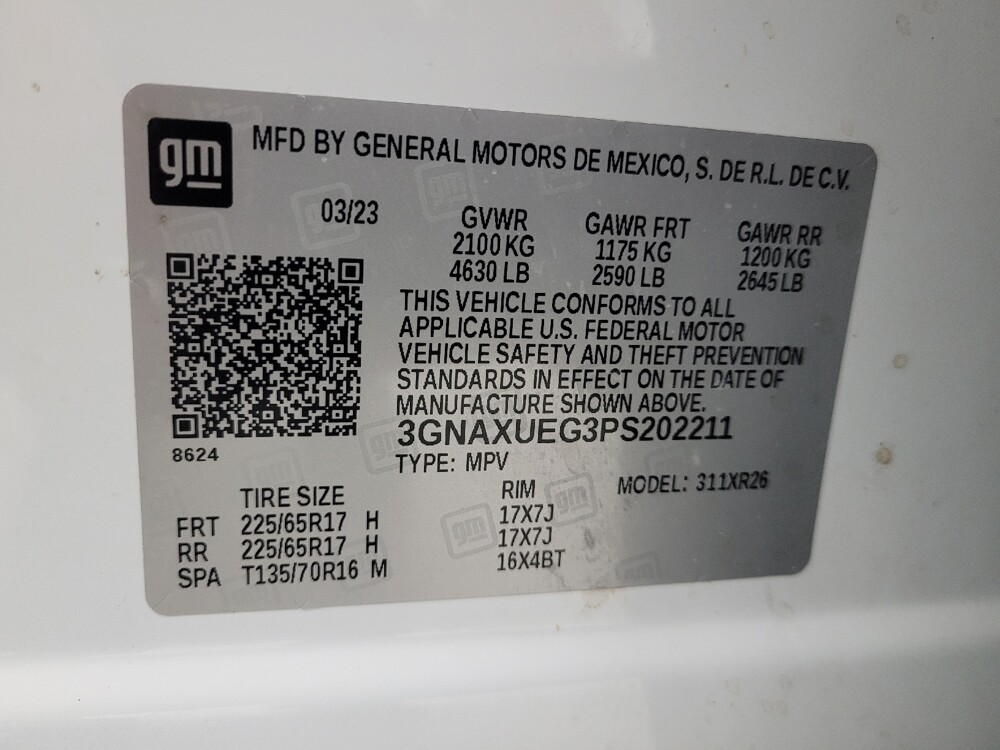 gm MFD BY GENERAL MOTORS DE MEXICO, S. DE R.L. DE C.V.
03/23 GVWR GAWR FRT GAWR RR
2100 KG 1175 KG 1200 KG
4630 LB 2590 LB 2645 LB
THIS VEHICLE CONFORMS TO ALL
APPLICABLE U.S. FEDERAL MOTOR
VEHICLE SAFETY AND THEFT PREVENTION
STANDARDS IN EFFECT ON THE DATE OF
MANUFACTURE SHOWN ABOVE.
3GNAXUEG3PS202211
8624
TYPE: MPV MODEL: 311XR26
TIRE SIZE RIM
FRT 225/65R17 H 17X7J
RR 225/65R17 H 17X7J
SPA T135/70R16 M 16X4BT